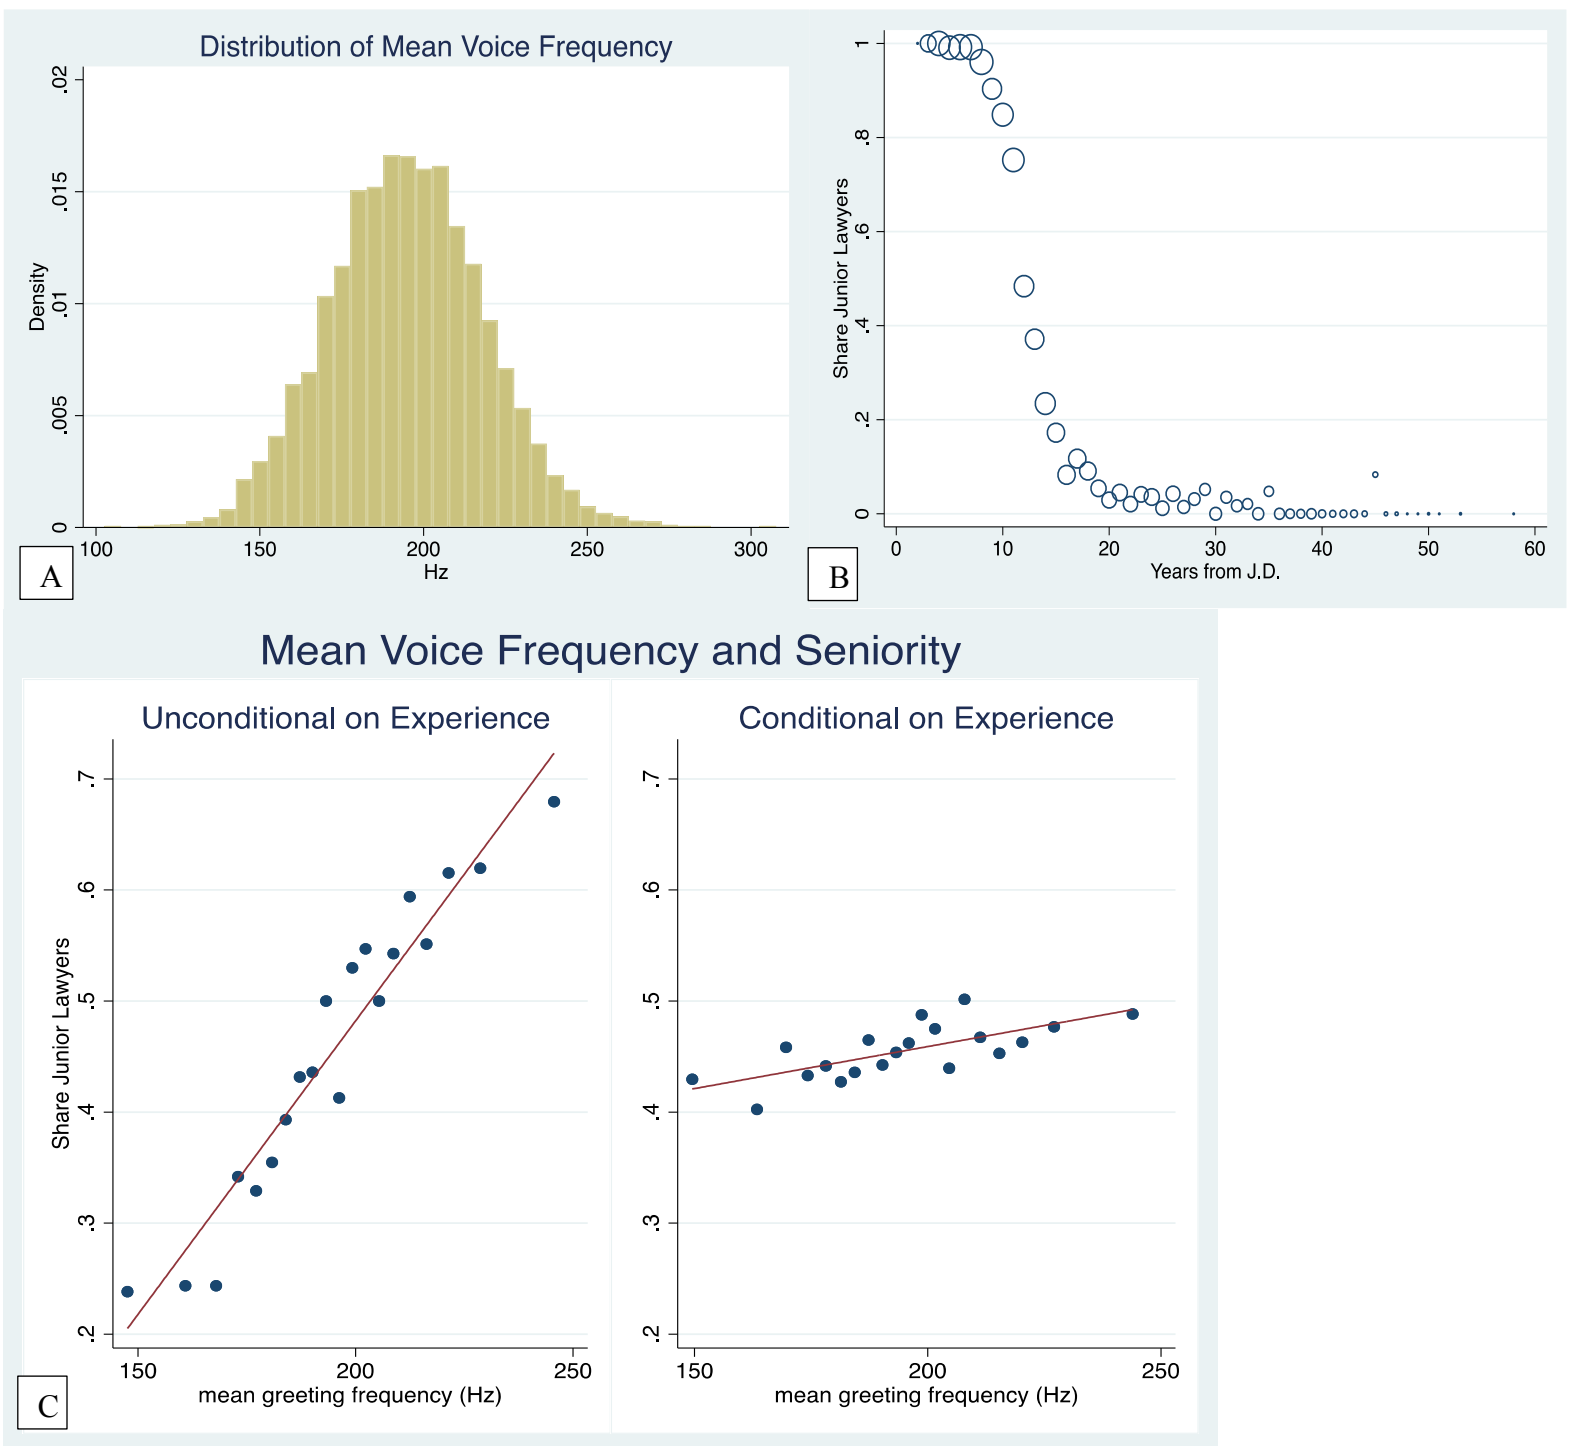 Distribution of Mean Voice Frequency
.02
.015
.01
.005
0
Density
100 150 200 250 300
Hz
A
1
.8
.6
.4
.2
0
Share Junior Lawyers
0 10 20 30 40 50 60
Years from J.D.
B
Mean Voice Frequency and Seniority
Unconditional on Experience
.7
.6
.5
.4
.3
.2
Share Junior Lawyers
150 200 250
mean greeting frequency (Hz)
Conditional on Experience
.7
.6
.5
.4
.3
.2
150 200 250
mean greeting frequency (Hz)
C